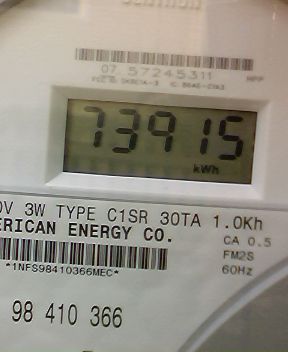 07 57245311
HPP
73915
kWh
0V 3W TYPE C1SR 30TA 1.0Kh
ERICAN ENERGY CO.
CA 0.5
FM2S
60Hz
*1NFS98410366MEC*
98 410 366